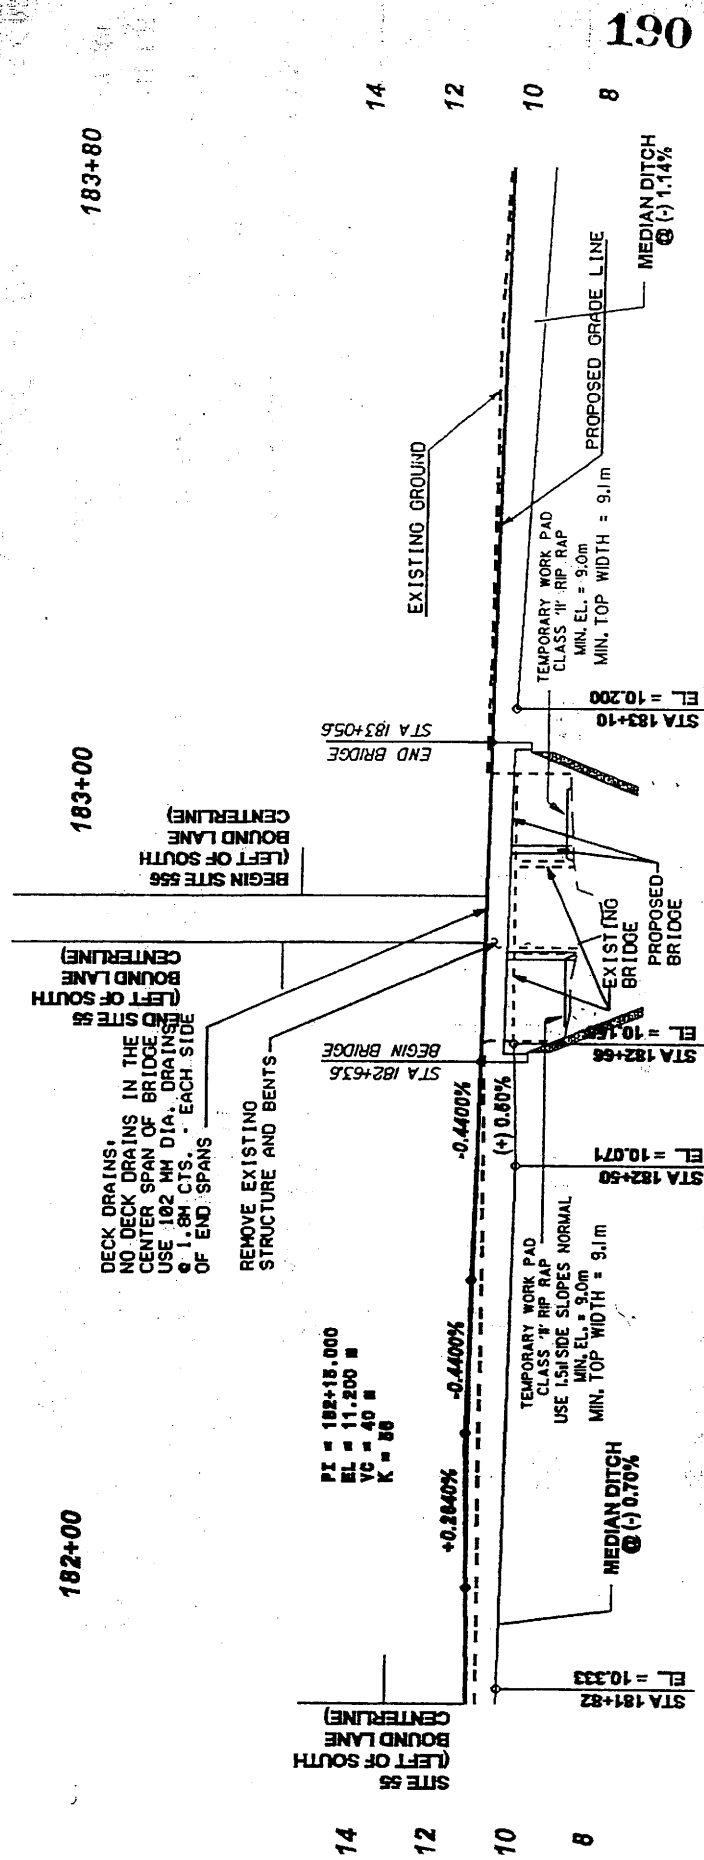 190
14
12
10
8
183+80
MEDIAN DITCH
@ (-) 1.14%
PROPOSED GRADE LINE
EXISTING GROUND
TEMPORARY WORK PAD
CLASS "II" RIP RAP
MIN. EL. = 9.0m
MIN. TOP WIDTH = 9.1m
STA 183+10
EL = 10.200
END BRIDGE
STA 183+05.6
183+00
BEGIN SITE 556
(LEFT OF SOUTH
BOUND LANE
CENTERLINE)
END SITE 55
(LEFT OF SOUTH
BOUND LANE
CENTERLINE)
EXISTING
BRIDGE
PROPOSED
BRIDGE
DECK DRAINS:
NO DECK DRAINS IN THE
CENTER SPAN OF BRIDGE
USE 102 MM DIA. DRAINS
@ 1.8M CTS. - EACH SIDE
OF END SPANS
REMOVE EXISTING
STRUCTURE AND BENTS
BEGIN BRIDGE
STA 182+63.6
STA 182+66
-0.4400%
(+) 0.60%
STA 182+50
EL = 10.071
TEMPORARY WORK PAD
CLASS "II" RIP RAP
USE 1.5:1 SIDE SLOPES NORMAL
MIN. EL. = 9.0m
MIN. TOP WIDTH = 9.1m
PI = 182+15.000
EL = 11.200 M
VC = 40 M
K = 56
-0.4400%
+0.2640%
182+00
MEDIAN DITCH
@ (-) 0.70%
STA 181+82
EL = 10.333
SITE 55
(LEFT OF SOUTH
BOUND LANE
CENTERLINE)
14
12
10
8